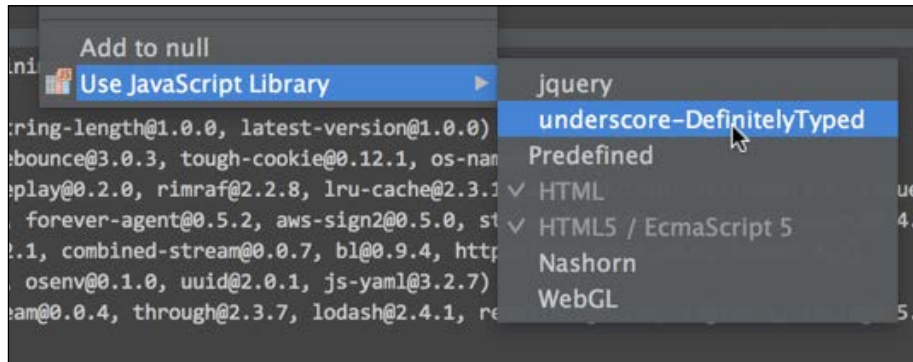 Add to null
Use JavaScript Library
jquery
underscore-DefinitelyTyped
Predefined
HTML
HTML5 / EcmaScript 5
Nashorn
WebGL
ring-length@1.0.0, latest-version@1.0.0)
ebounce@3.0.3, tough-cookie@0.12.1, os-nam
eplay@0.2.0, rimraf@2.2.8, lru-cache@2.3.1
forever-agent@0.5.2, aws-sign2@0.5.0, st
.1, combined-stream@0.0.7, bl@0.9.4, http
osenv@0.1.0, uuid@2.0.1, js-yaml@3.2.7)
eam@0.0.4, through@2.3.7, lodash@2.4.1, re